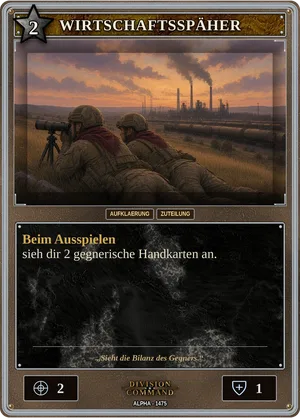 2
WIRTSCHAFTSSPÄHER
AUFKLAERUNG ZUTEILUNG
Beim Ausspielen
sieh dir 2 gegnerische Handkarten an.
„Sieht die Bilanz des Gegners.“
2 DIVISION COMMAND 1
ALPHA - 1475